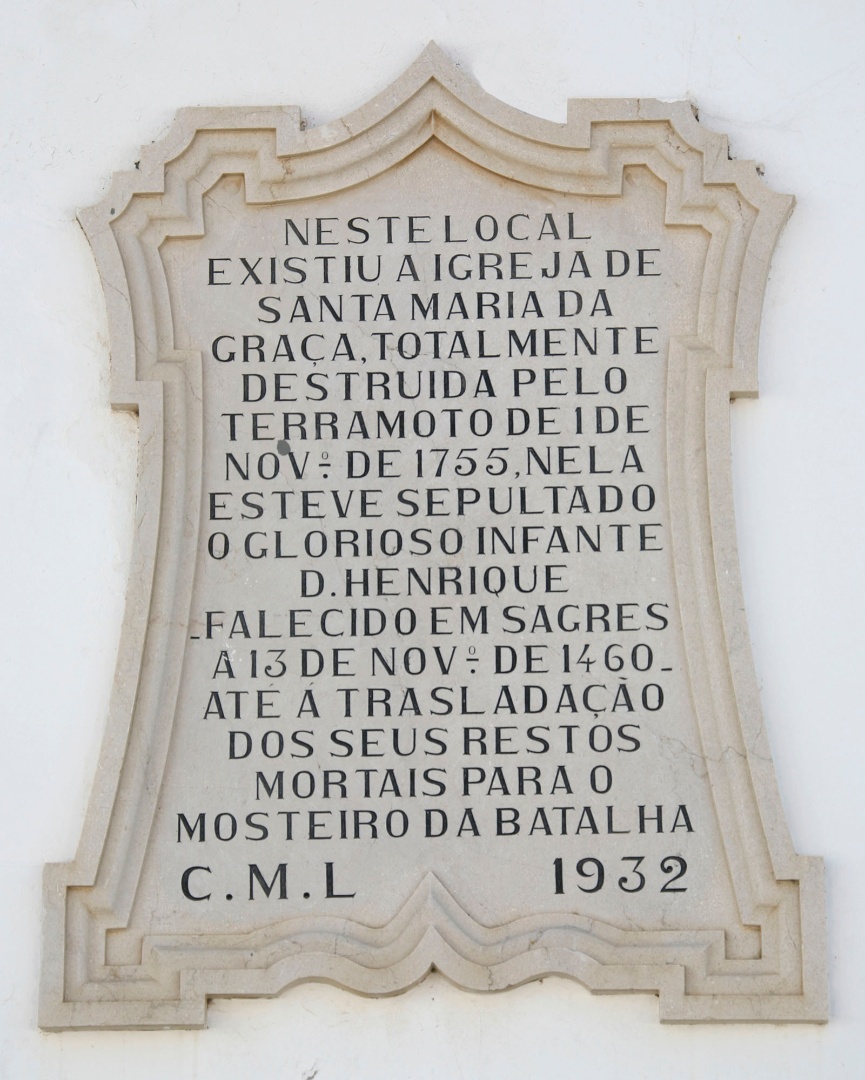 NESTE LOCAL
EXISTIU A IGREJA DE
SANTA MARIA DA
GRAÇA, TOTALMENTE
DESTRUIDA PELO
TERRAMOTO DE 1 DE
NOVº. DE 1755, NELA
ESTEVE SEPULTADO
O GLORIOSO INFANTE
D. HENRIQUE
-FALECIDO EM SAGRES
A 13 DE NOVº. DE 1460-
ATÉ Á TRASLADAÇÃO
DOS SEUS RESTOS
MORTAIS PARA O
MOSTEIRO DA BATALHA
C.M.L 1932